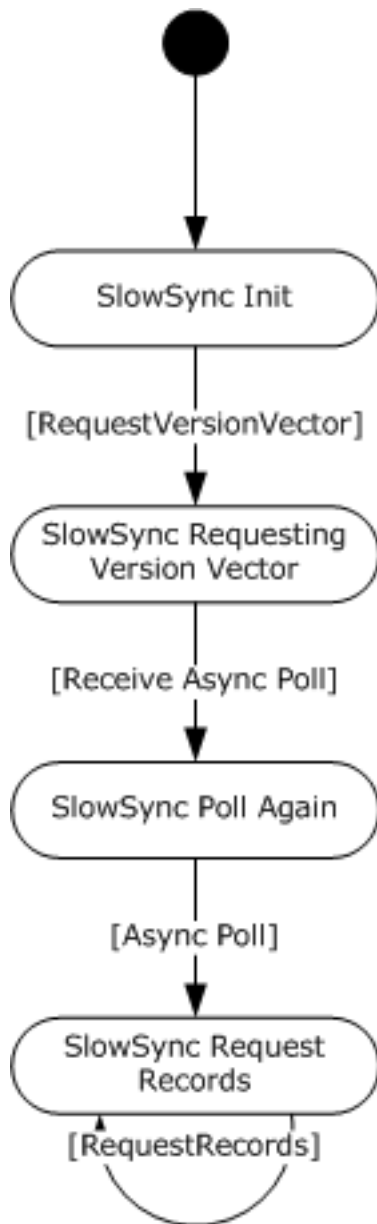 SlowSync Init
[RequestVersionVector]
SlowSync Requesting
Version Vector
[Receive Async Poll]
SlowSync Poll Again
[Async Poll]
SlowSync Request
Records
[RequestRecords]